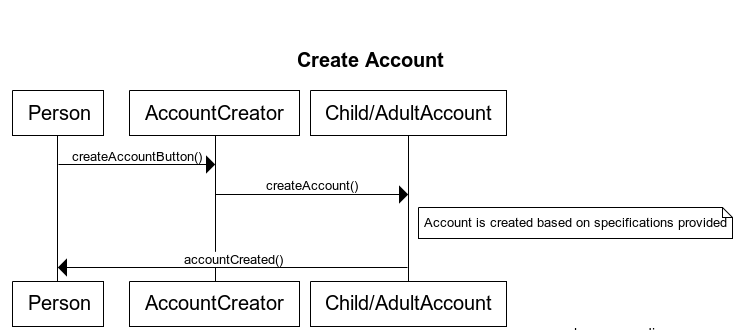 Create Account
Person
AccountCreator
Child/AdultAccount
createAccountButton()
createAccount()
Account is created based on specifications provided
accountCreated()
Person
AccountCreator
Child/AdultAccount